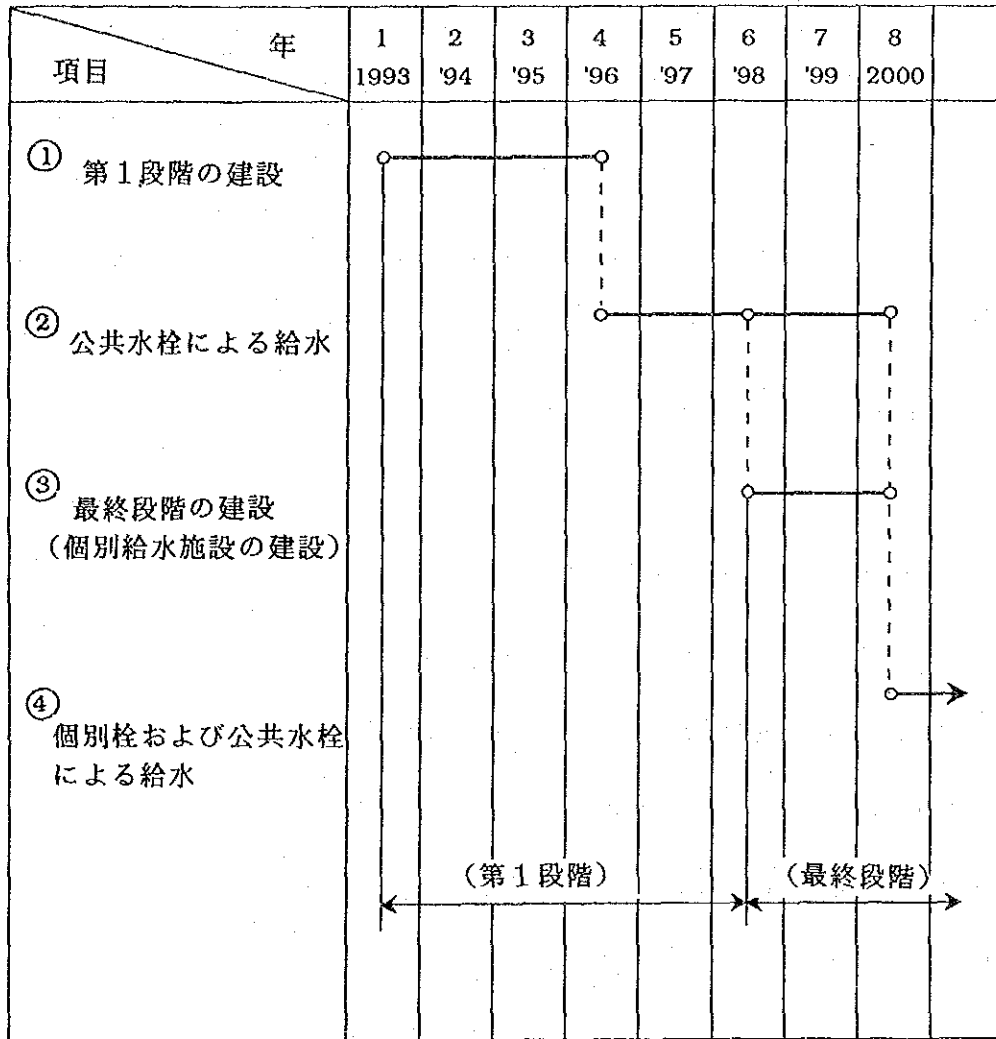 年
項目
1 2 3 4 5 6 7 8
1993 '94 '95 '96 '97 '98 '99 2000
① 第1段階の建設
② 公共水栓による給水
③ 最終段階の建設
(個別給水施設の建設)
④
個別栓および公共水栓
による給水
(第1段階) (最終段階)